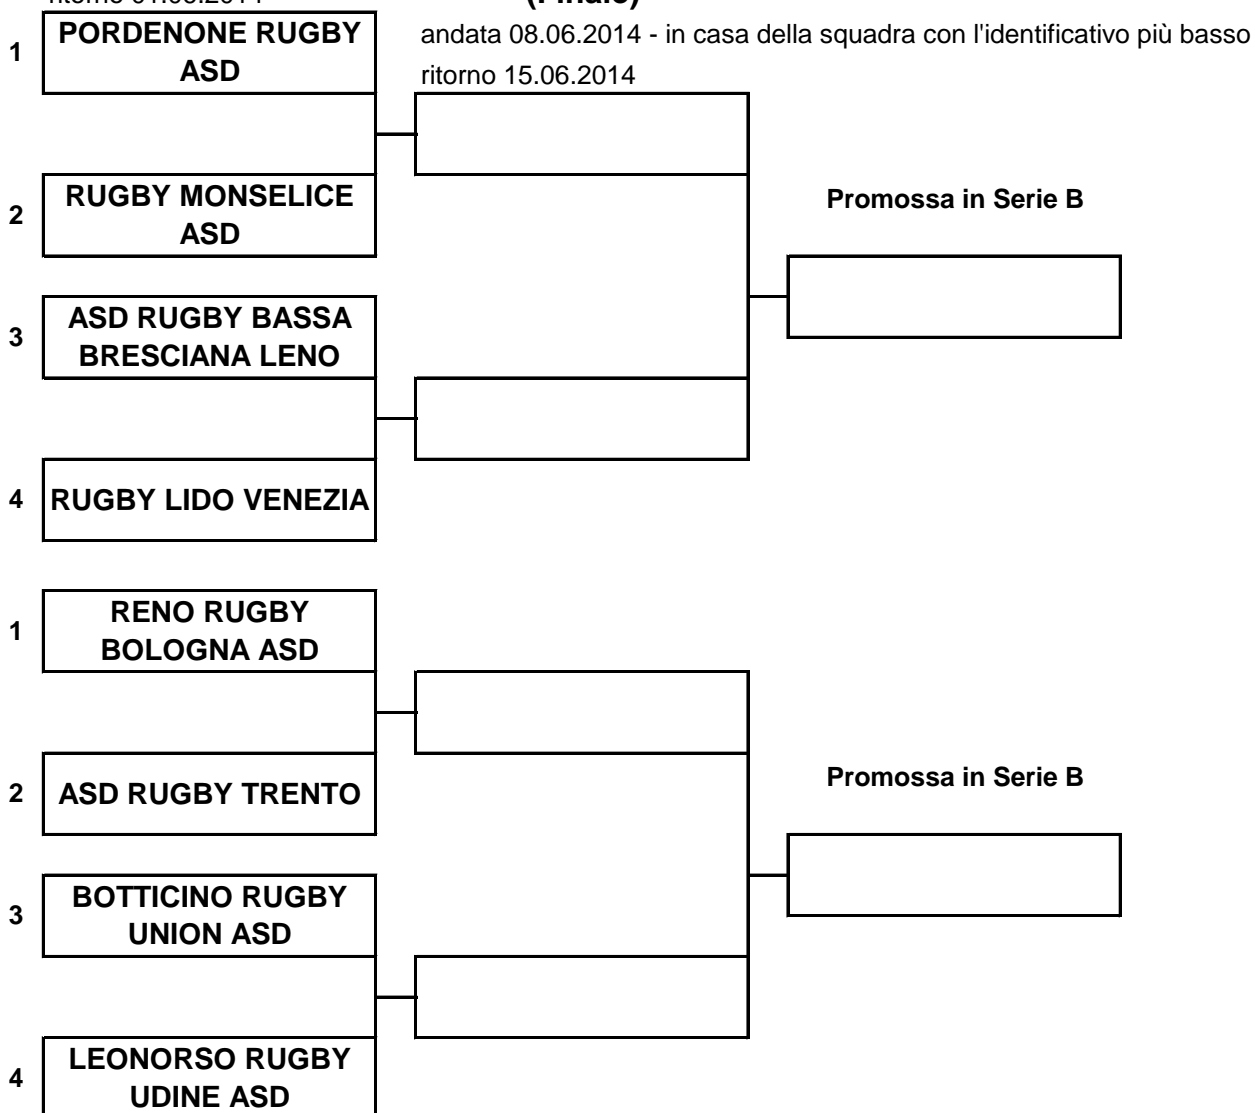 (Finale)
1
PORDENONE RUGBY
ASD
andata 08.06.2014 - in casa della squadra con l'identificativo più basso
ritorno 15.06.2014
2
RUGBY MONSELICE
ASD
Promossa in Serie B
3
ASD RUGBY BASSA
BRESCIANA LENO
4
RUGBY LIDO VENEZIA
1
RENO RUGBY
BOLOGNA ASD
2
ASD RUGBY TRENTO
Promossa in Serie B
3
BOTTICINO RUGBY
UNION ASD
4
LEONORSO RUGBY
UDINE ASD